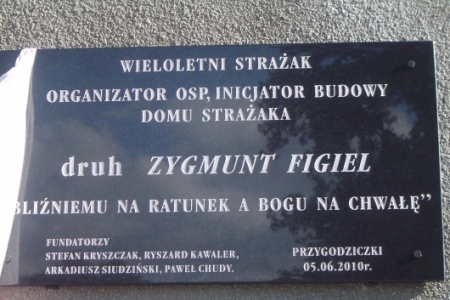 WIELOLETNI STRAŻAK
ORGANIZATOR OSP, INICJATOR BUDOWY
DOMU STRAŻAKA
druh ZYGMUNT FIGIEL
BLIŹNIEMU NA RATUNEK A BOGU NA CHWAŁĘ”
FUNDATORZY
STEFAN KRYSZCZAK, RYSZARD KAWALER,
ARKADIUSZ SIUDZIŃSKI, PAWEŁ CHUDY.
PRZYGODZICZKI
05.06.2010r.